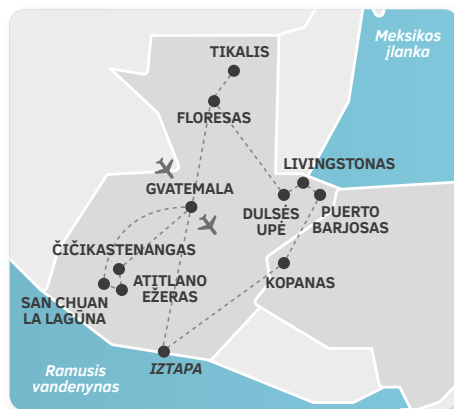 Meksikos
įlanka
TIKALIS
FLORESAS
LIVINGSTONAS
GVATEMALA
DULSĖS
UPĖ
PUERTO
BARJOSAS
ČIČIKASTENANGAS
ATITLANO
EŽERAS
KOPANAS
SAN CHUAN
LA LAGŪNA
IZTAPA
Ramusis
vandenynas